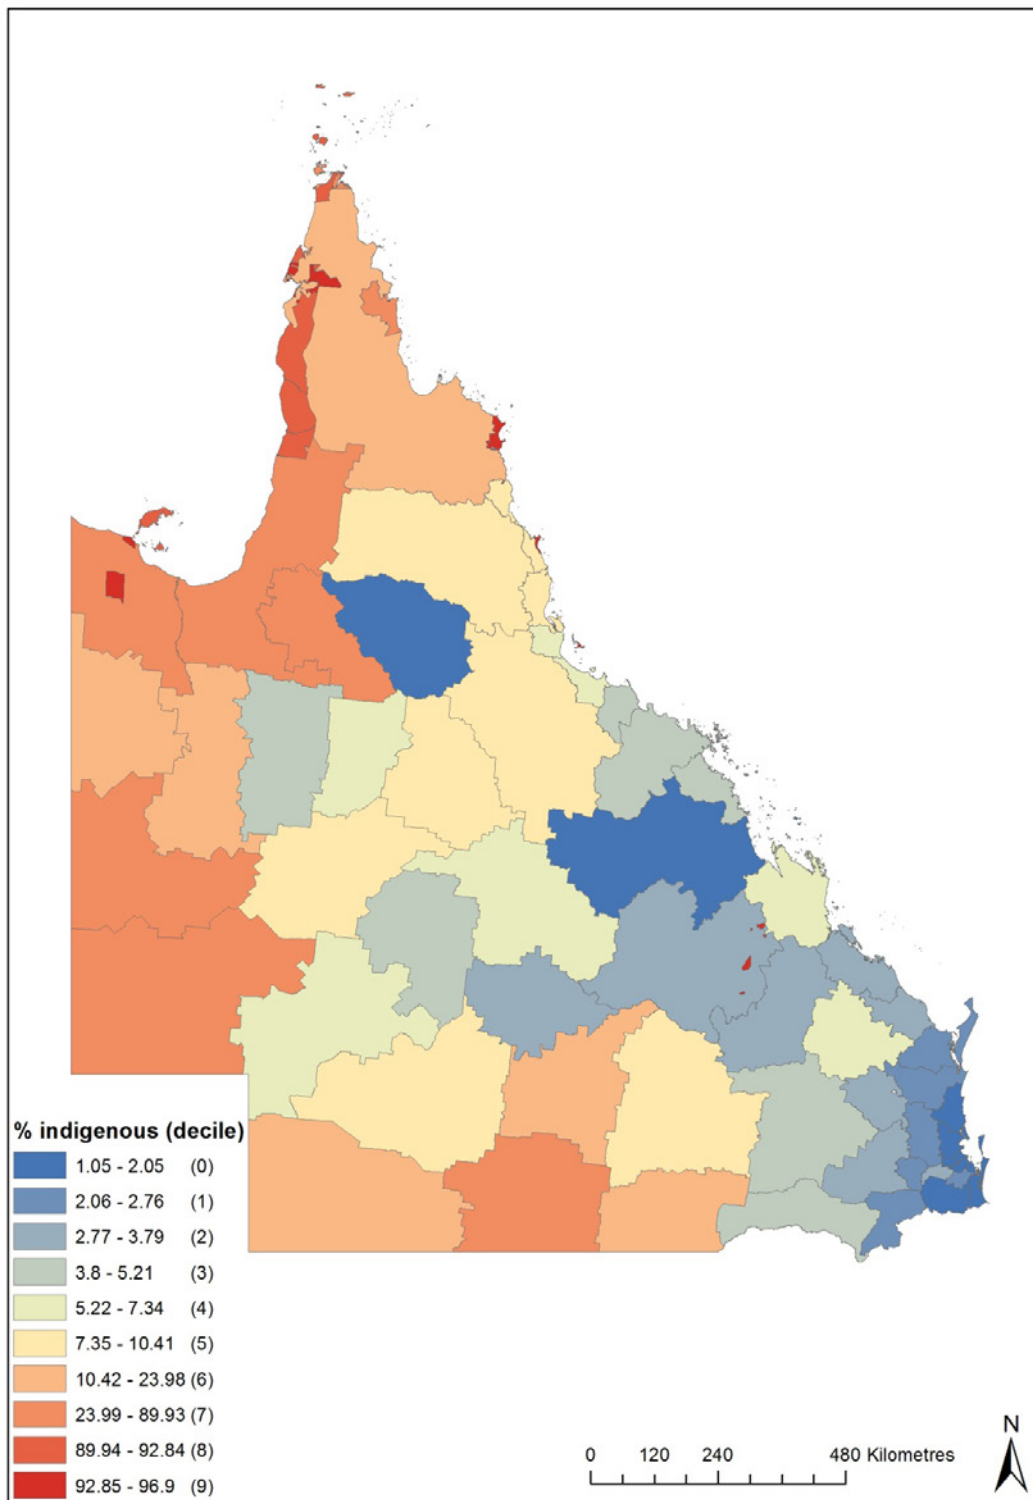 % indigenous (decile)
1.05 - 2.05 (0)
2.06 - 2.76 (1)
2.77 - 3.79 (2)
3.8 - 5.21 (3)
5.22 - 7.34 (4)
7.35 - 10.41 (5)
10.42 - 23.98 (6)
23.99 - 89.93 (7)
89.94 - 92.84 (8)
92.85 - 96.9 (9)
N
0 120 240 480 Kilometres